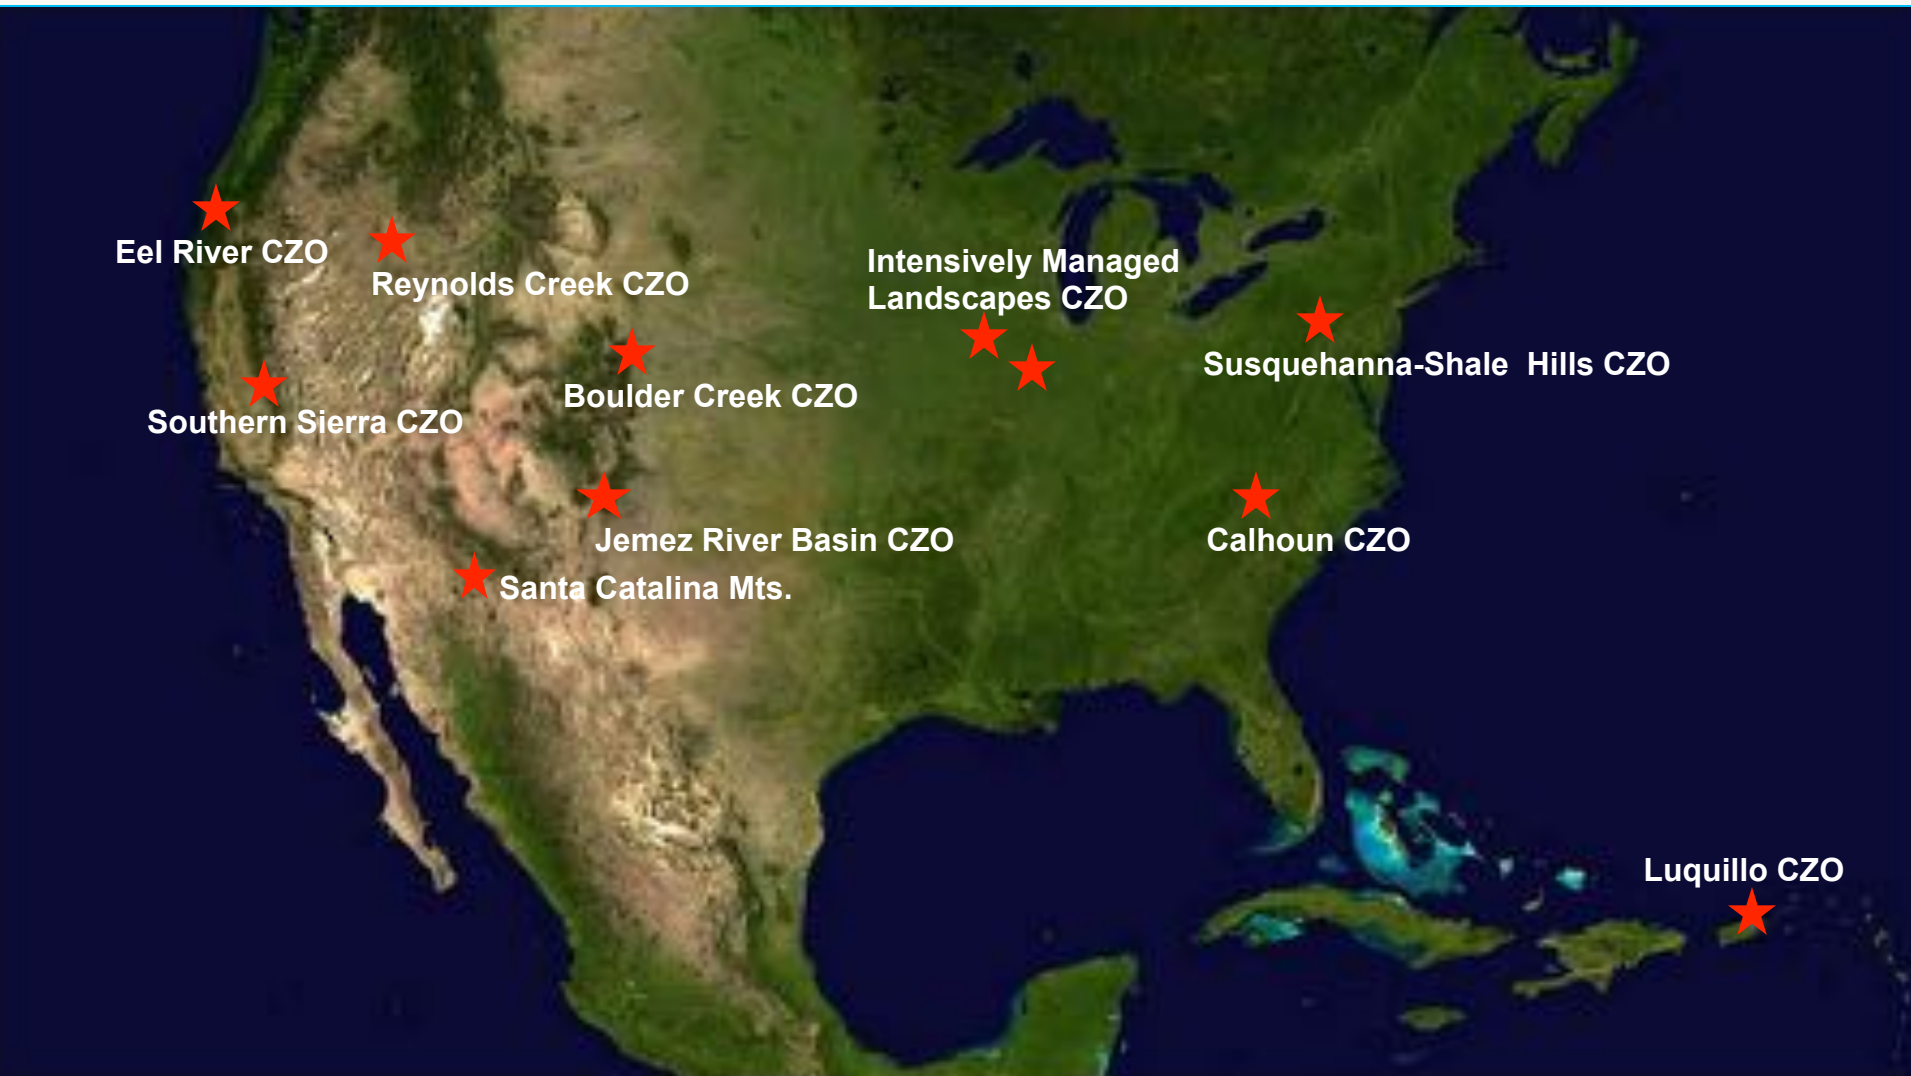 Eel River CZO
Reynolds Creek CZO
Intensively Managed
Landscapes CZO
Susquehanna-Shale  Hills CZO
Boulder Creek CZO
Southern Sierra CZO
Jemez River Basin CZO
Calhoun CZO
Santa Catalina Mts.
Luquillo CZO